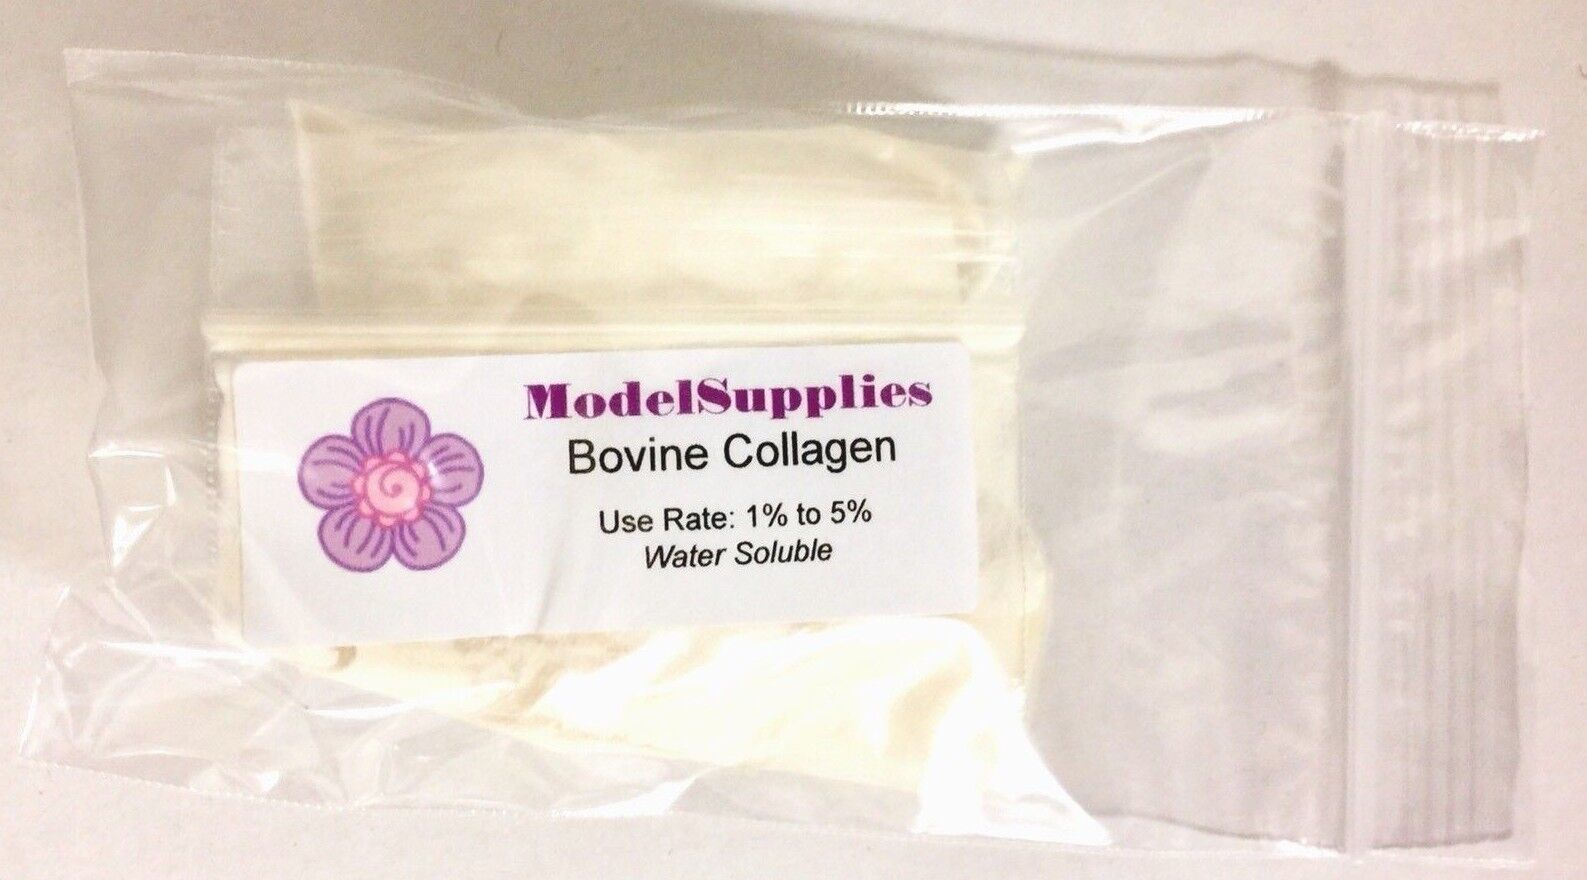 ModelSupplies
Bovine Collagen
Use Rate: 1% to 5%
Water Soluble